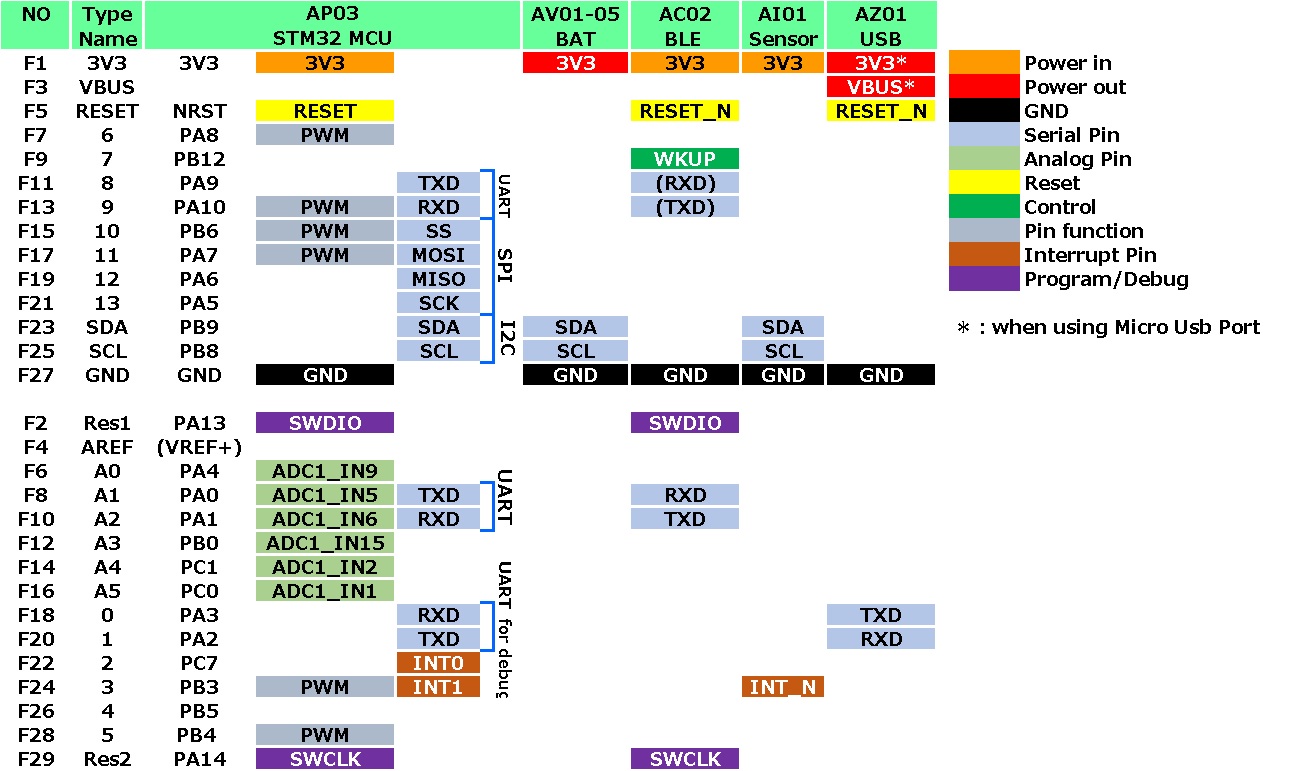 NO Type Name AP03 STM32 MCU AV01-05 BAT AC02 BLE AI01 Sensor AZ01 USB
F1 3V3 3V3 3V3 3V3 3V3 3V3 3V3*
F3 VBUS VBUS*
F5 RESET NRST RESET RESET_N RESET_N
F7 6 PA8 PWM
F9 7 PB12 WKUP
F11 8 PA9 TXD (RXD)
F13 9 PA10 PWM RXD (TXD)
UART
F15 10 PB6 PWM SS
F17 11 PA7 PWM MOSI
F19 12 PA6 MISO
F21 13 PA5 SCK
SPI
F23 SDA PB9 SDA SDA SDA
F25 SCL PB8 SCL SCL SCL
I2C
F27 GND GND GND GND GND GND GND
F2 Res1 PA13 SWDIO SWDIO
F4 AREF (VREF+)
F6 A0 PA4 ADC1_IN9
F8 A1 PA0 ADC1_IN5 TXD RXD
F10 A2 PA1 ADC1_IN6 RXD TXD
UART
F12 A3 PB0 ADC1_IN15
F14 A4 PC1 ADC1_IN2
F16 A5 PC0 ADC1_IN1
F18 0 PA3 RXD TXD
F20 1 PA2 TXD RXD
UART for debug
F22 2 PC7 INT0
F24 3 PB3 PWM INT1 INT_N
F26 4 PB5
F28 5 PB4 PWM
F29 Res2 PA14 SWCLK SWCLK
Power in
Power out
GND
Serial Pin
Analog Pin
Reset
Control
Pin function
Interrupt Pin
Program/Debug
* : when using Micro Usb Port